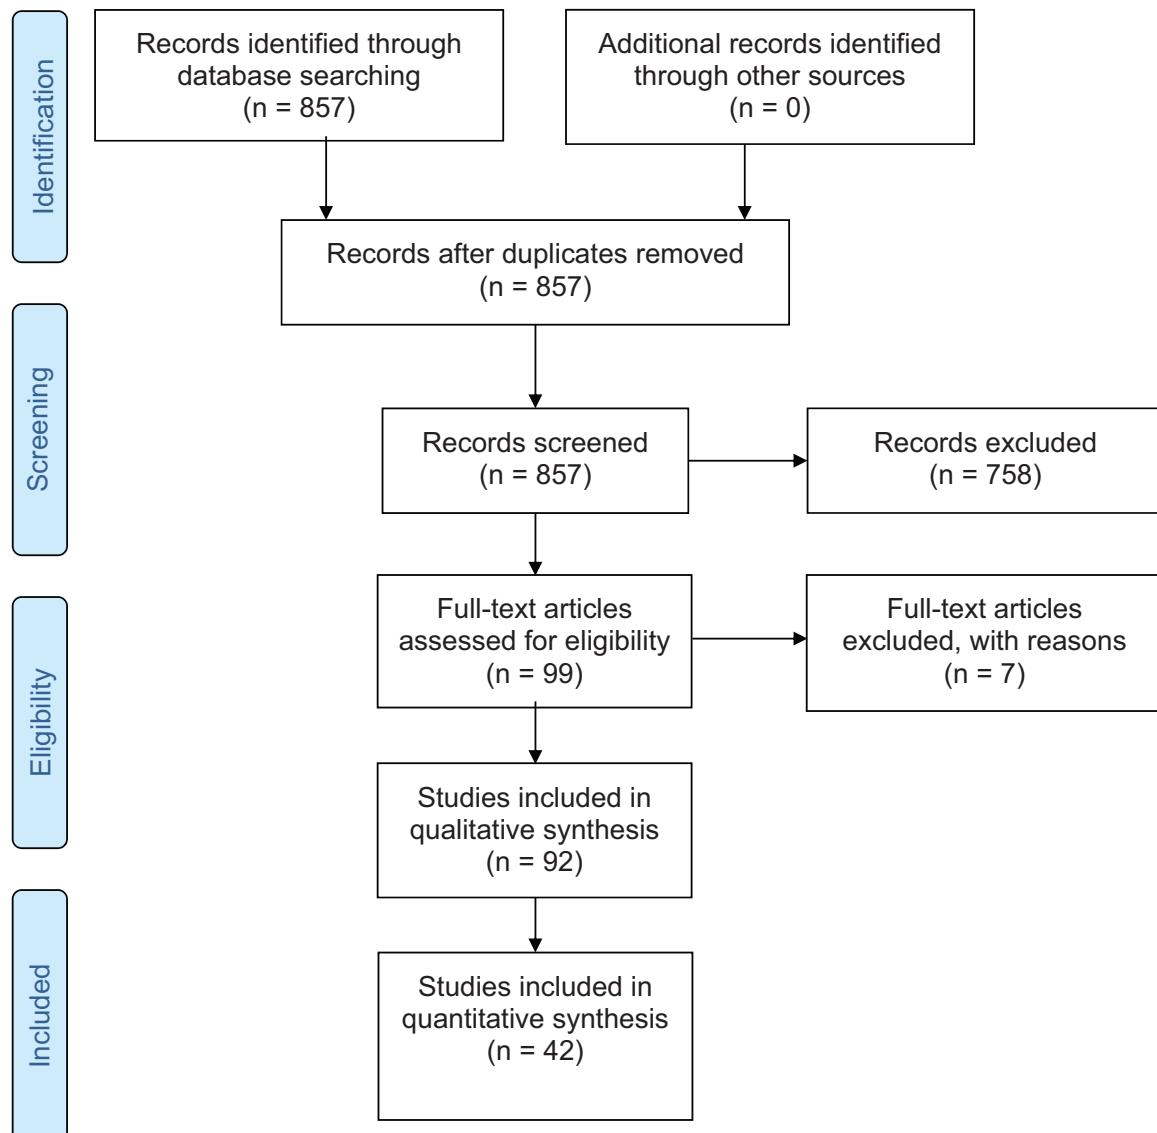 Identification
Records identified through
database searching
(n = 857)
Additional records identified
through other sources
(n = 0)
Records after duplicates removed
(n = 857)
Screening
Records screened
(n = 857)
Records excluded
(n = 758)
Eligibility
Full-text articles
assessed for eligibility
(n = 99)
Full-text articles
excluded, with reasons
(n = 7)
Studies included in
qualitative synthesis
(n = 92)
Included
Studies included in
quantitative synthesis
(n = 42)